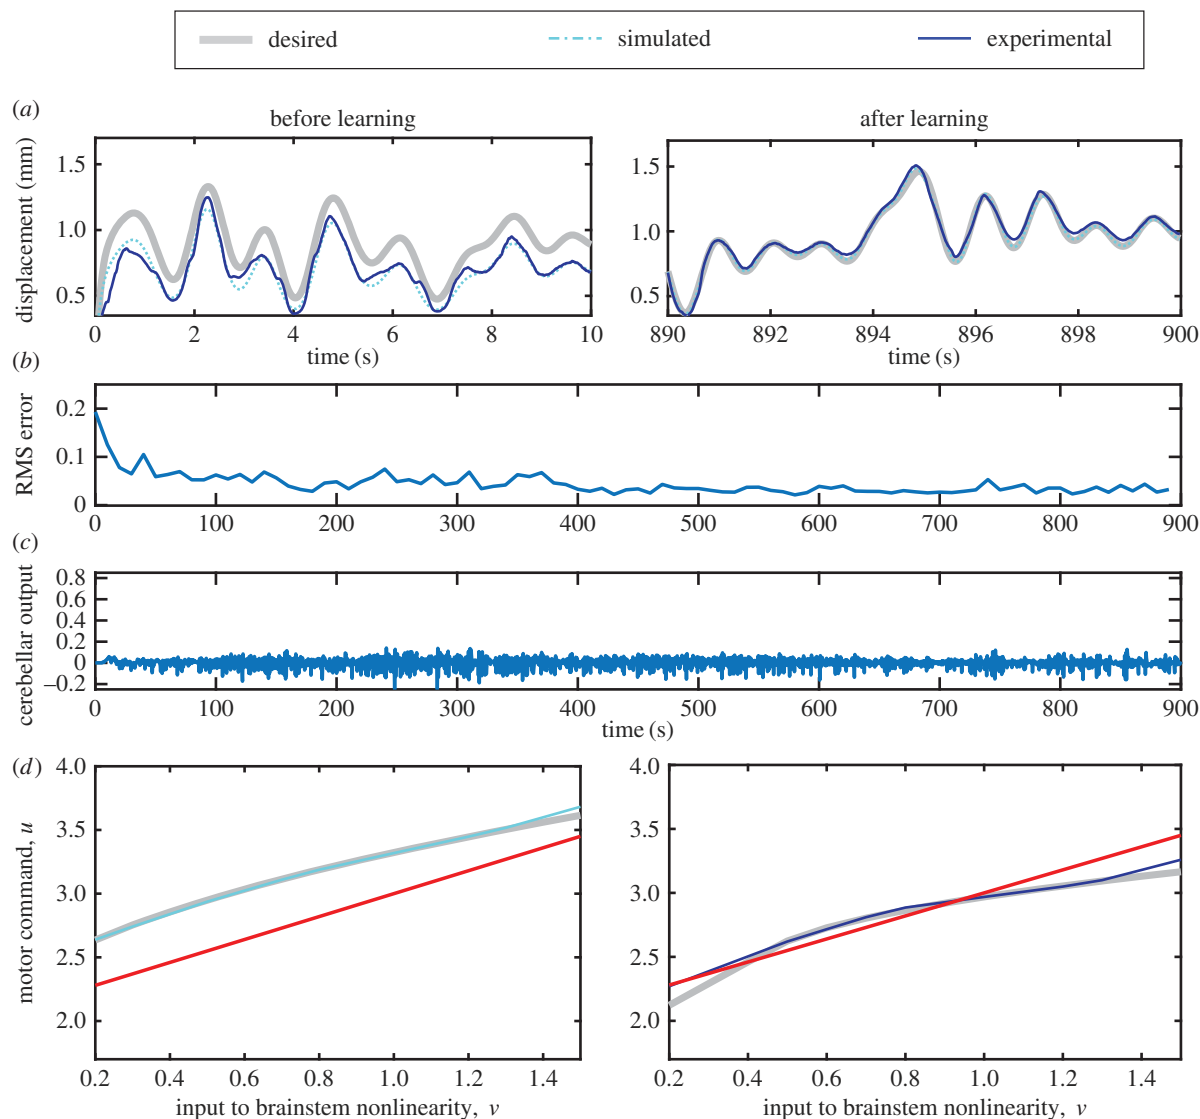 desired simulated experimental
(a) before learning after learning
displacement (mm)
1.5 1.0 0.5
0 2 4 6 8 10
time (s)
1.5 1.0 0.5
890 892 894 896 898 900
time (s)
(b)
RMS error
0.2 0.1 0
0 100 200 300 400 500 600 700 800 900
(c)
cerebellar output
0.8 0.6 0.4 0.2 0 –0.2
0 100 200 300 400 500 600 700 800 900
time (s)
(d)
motor command, u
4.0 3.5 3.0 2.5 2.0
0.2 0.4 0.6 0.8 1.0 1.2 1.4
input to brainstem nonlinearity, v
4.0 3.5 3.0 2.5 2.0
0.2 0.4 0.6 0.8 1.0 1.2 1.4
input to brainstem nonlinearity, v